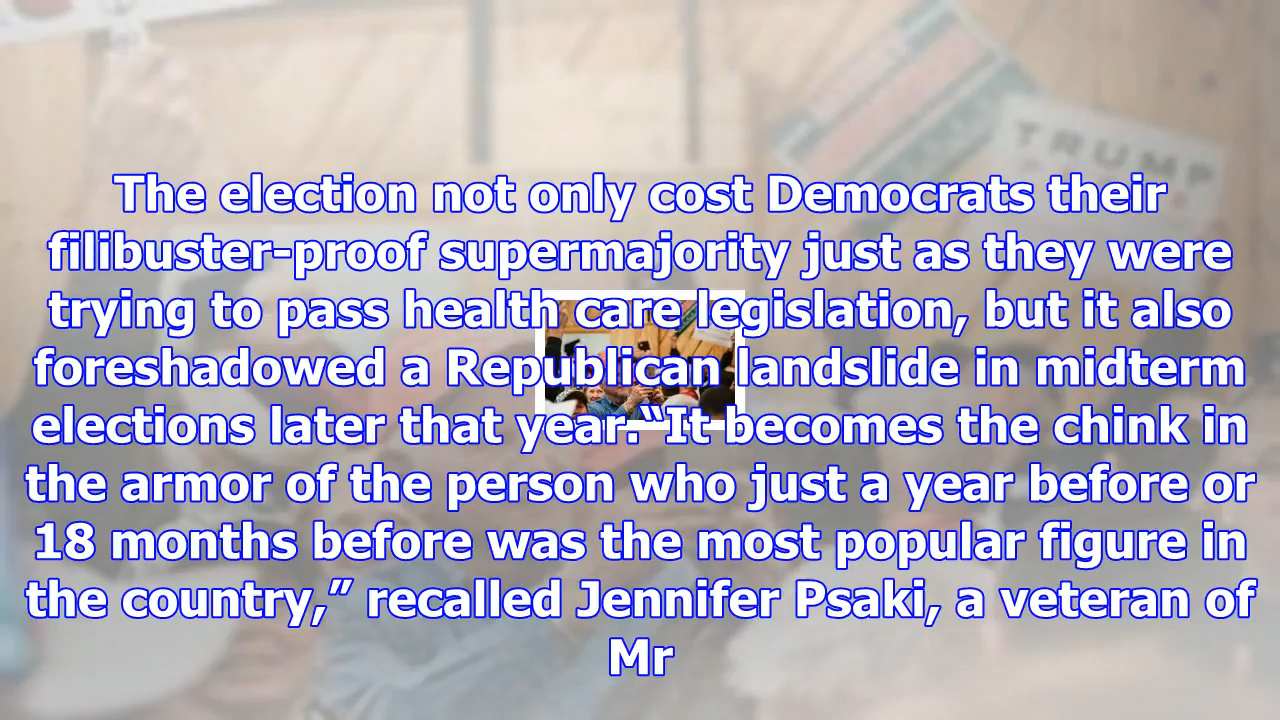 TRUMP
The election not only cost Democrats their
filibuster-proof supermajority just as they were
trying to pass health care legislation, but it also
foreshadowed a Republican landslide in midterm
elections later that year.“It becomes the chink in
the armor of the person who just a year before or
18 months before was the most popular figure in
the country,” recalled Jennifer Psaki, a veteran of
Mr